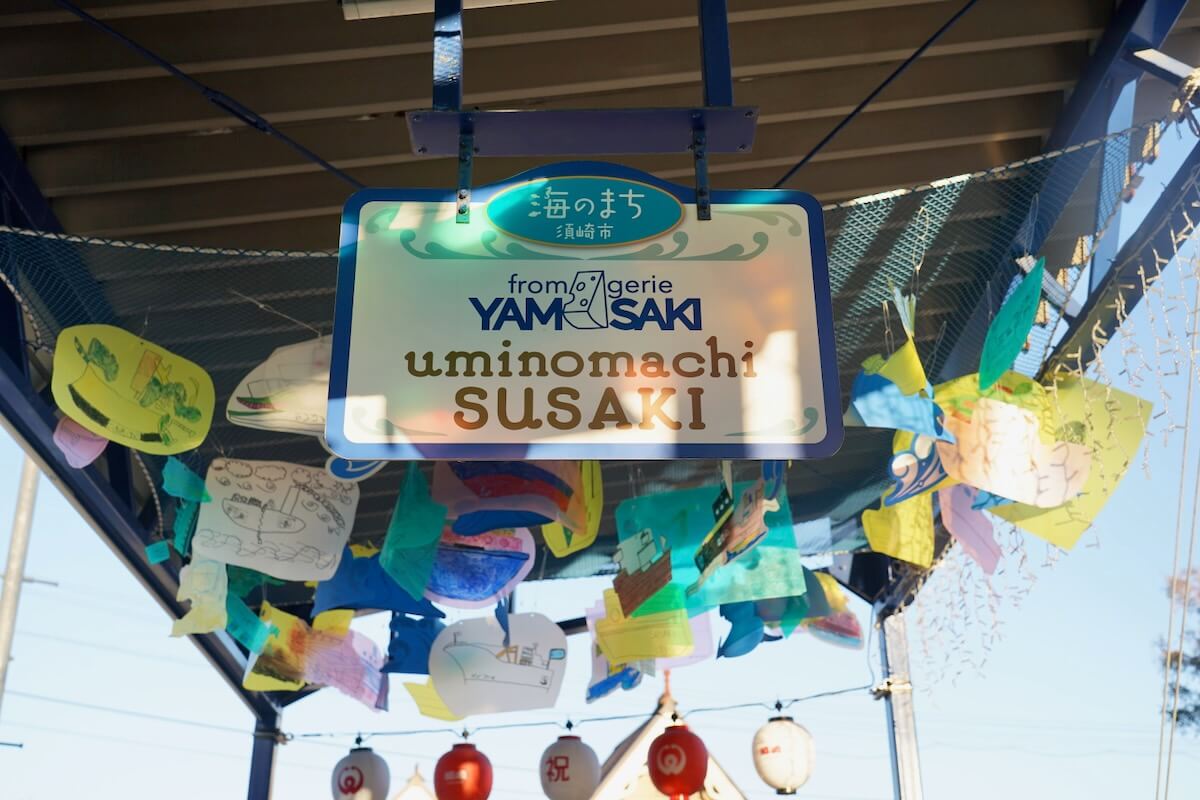 海のまち
須崎市
fromagerie
YAMASAKI
uminomachi
SUSAKI
祝